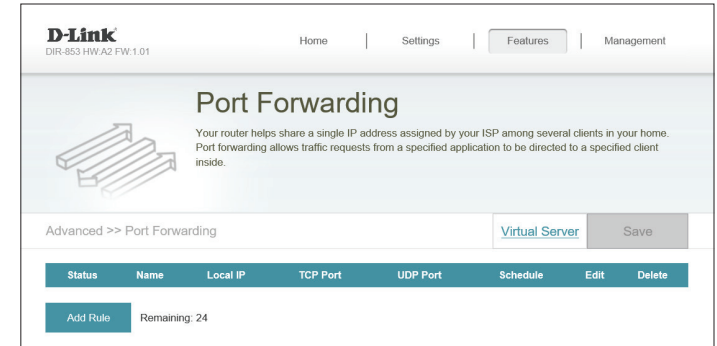 D-Link
DIR-853 HW:A2 FW:1.01
Home | Settings | Features | Management
Port Forwarding
Your router helps share a single IP address assigned by your ISP among several clients in your home.
Port forwarding allows traffic requests from a specified application to be directed to a specified client
inside.
Advanced >> Port Forwarding
Virtual Server
Save
Status Name Local IP TCP Port UDP Port Schedule Edit Delete
Add Rule Remaining: 24